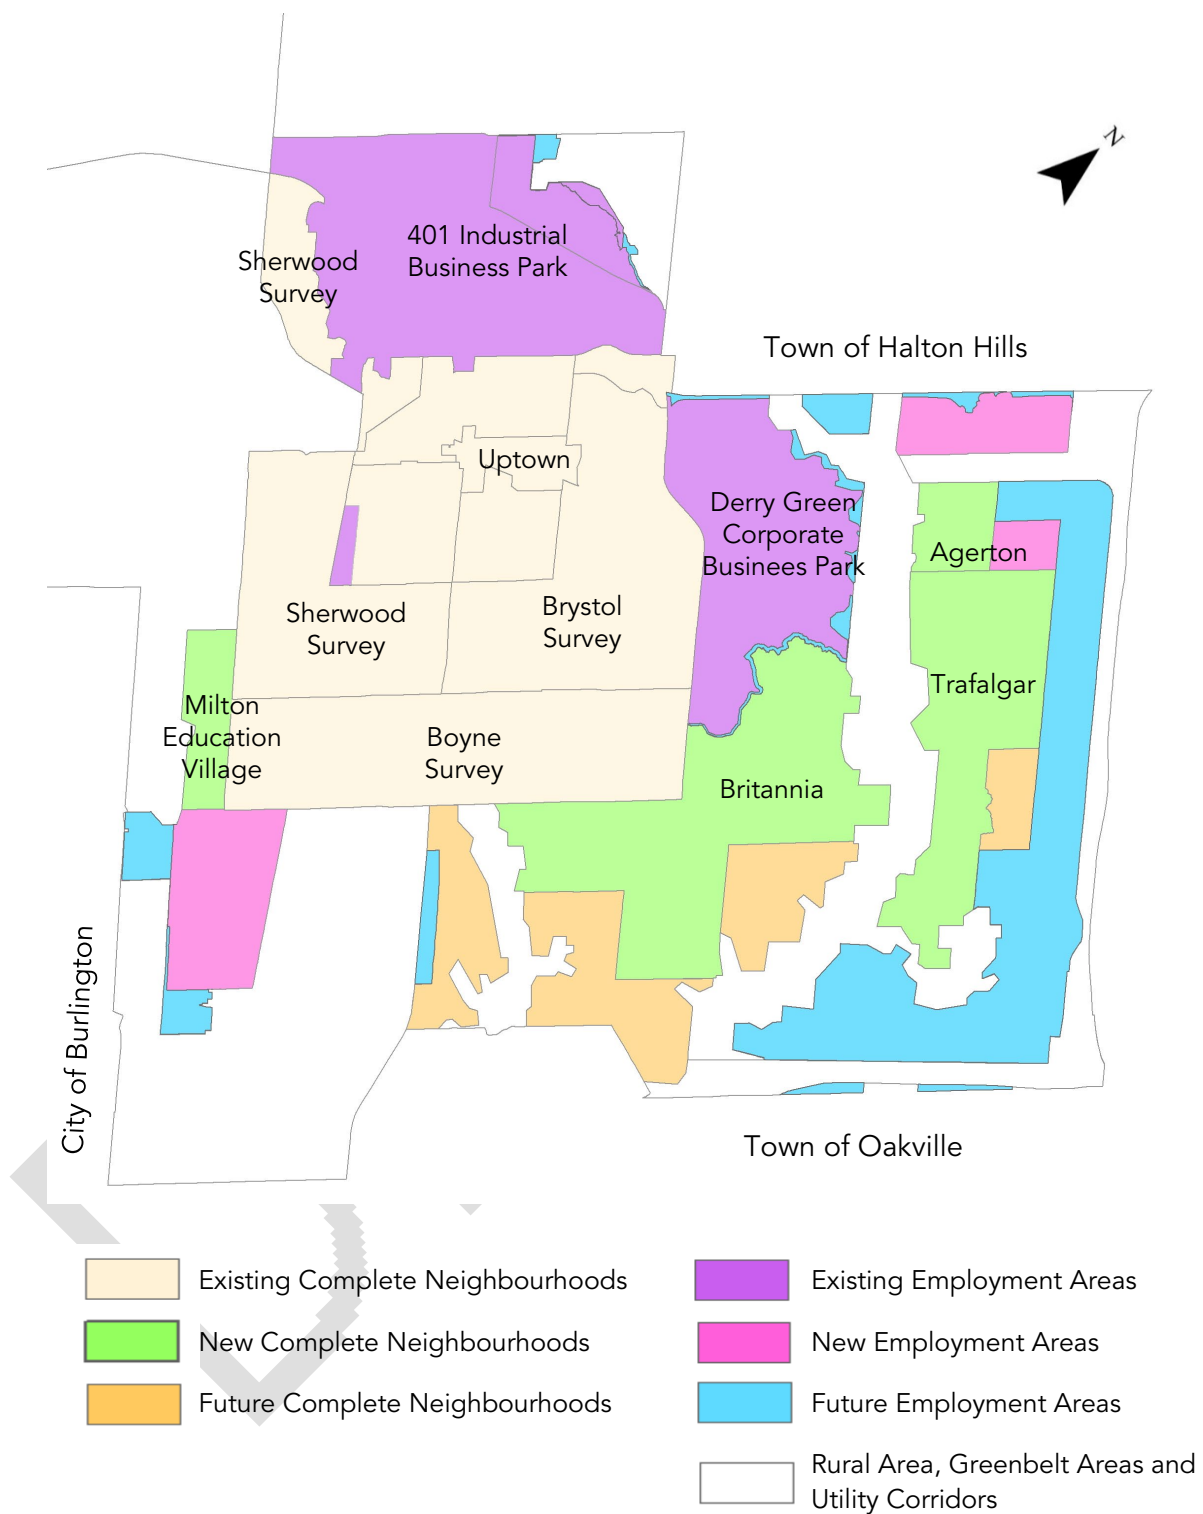 N
401 Industrial
Business Park
Sherwood
Survey
Town of Halton Hills
Uptown
Derry Green
Corporate
Businees Park
Agerton
Sherwood
Survey
Brystol
Survey
Trafalgar
Milton
Education
Village
Boyne
Survey
Britannia
City of Burlington
Town of Oakville
Existing Complete Neighbourhoods
New Complete Neighbourhoods
Future Complete Neighbourhoods
Existing Employment Areas
New Employment Areas
Future Employment Areas
Rural Area, Greenbelt Areas and
Utility Corridors